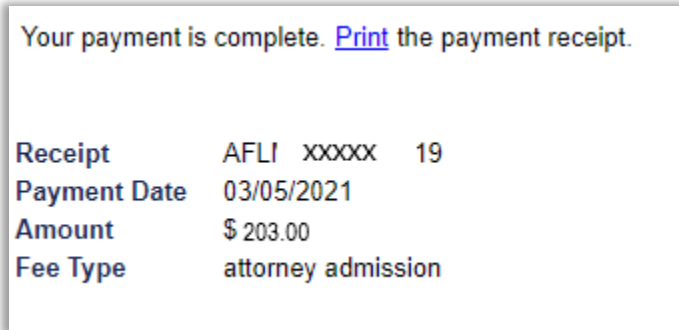 Your payment is complete. Print the payment receipt.
Receipt AFLI xxxxx 19
Payment Date 03/05/2021
Amount $ 203.00
Fee Type attorney admission